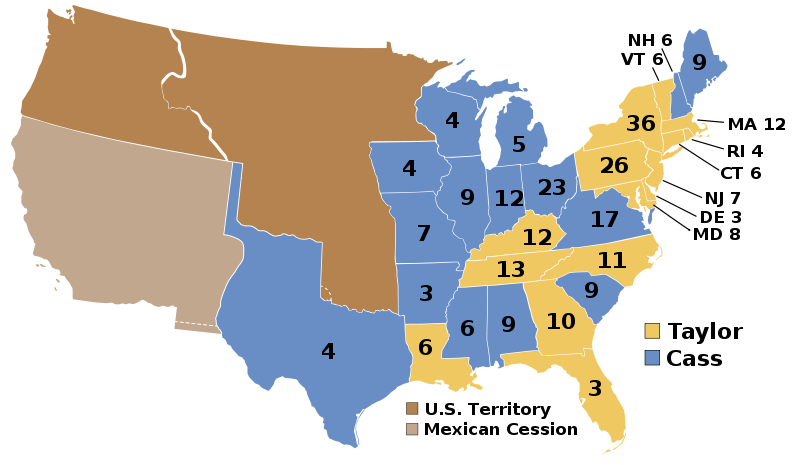 NH 6
VT 6
9
4
36
MA 12
5
RI 4
4
26
CT 6
9
12
23
NJ 7
17
DE 3
7
12
MD 8
13
11
3
9
6
9
10
Taylor
6
4
Cass
3
U.S. Territory
Mexican Cession